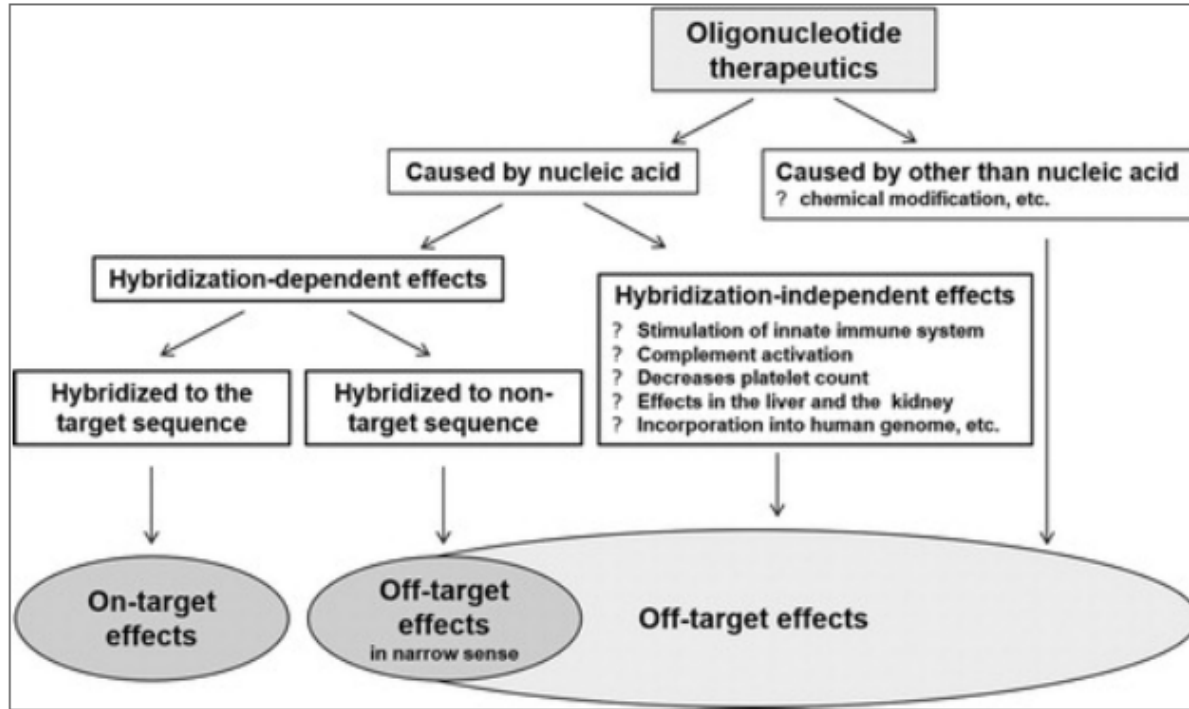 Oligonucleotide
therapeutics
Caused by nucleic acid
Caused by other than nucleic acid
? chemical modification, etc.
Hybridization-dependent effects
Hybridization-independent effects
? Stimulation of innate immune system
? Complement activation
? Decreases platelet count
? Effects in the liver and the kidney
? Incorporation into human genome, etc.
Hybridized to the
target sequence
Hybridized to non-
target sequence
On-target
effects
Off-target
effects
in narrow sense
Off-target effects